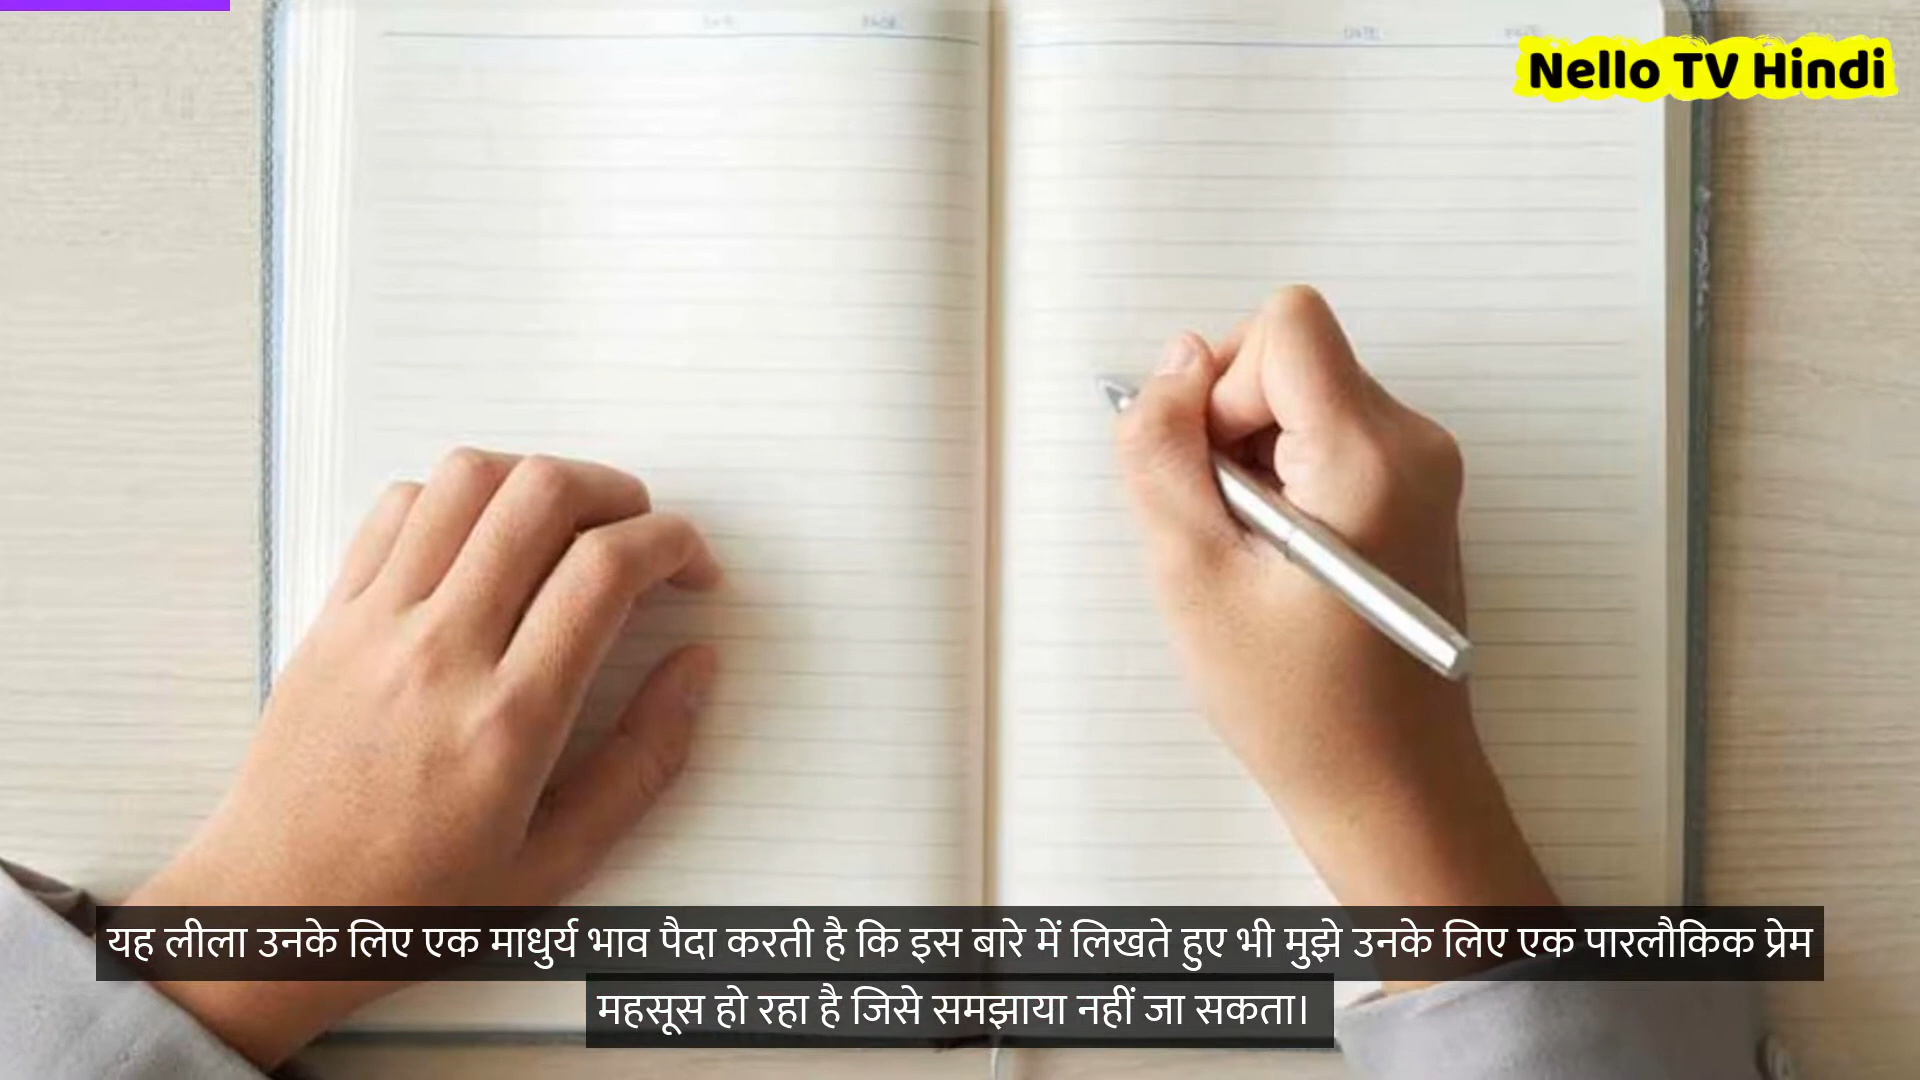 Nello TV Hindi
यह लीला उनके लिए एक माधुर्य भाव पैदा करती है कि इस बारे में लिखते हुए भी मुझे उनके लिए एक पारलौकिक प्रेम
महसूस हो रहा है जिसे समझाया नहीं जा सकता।